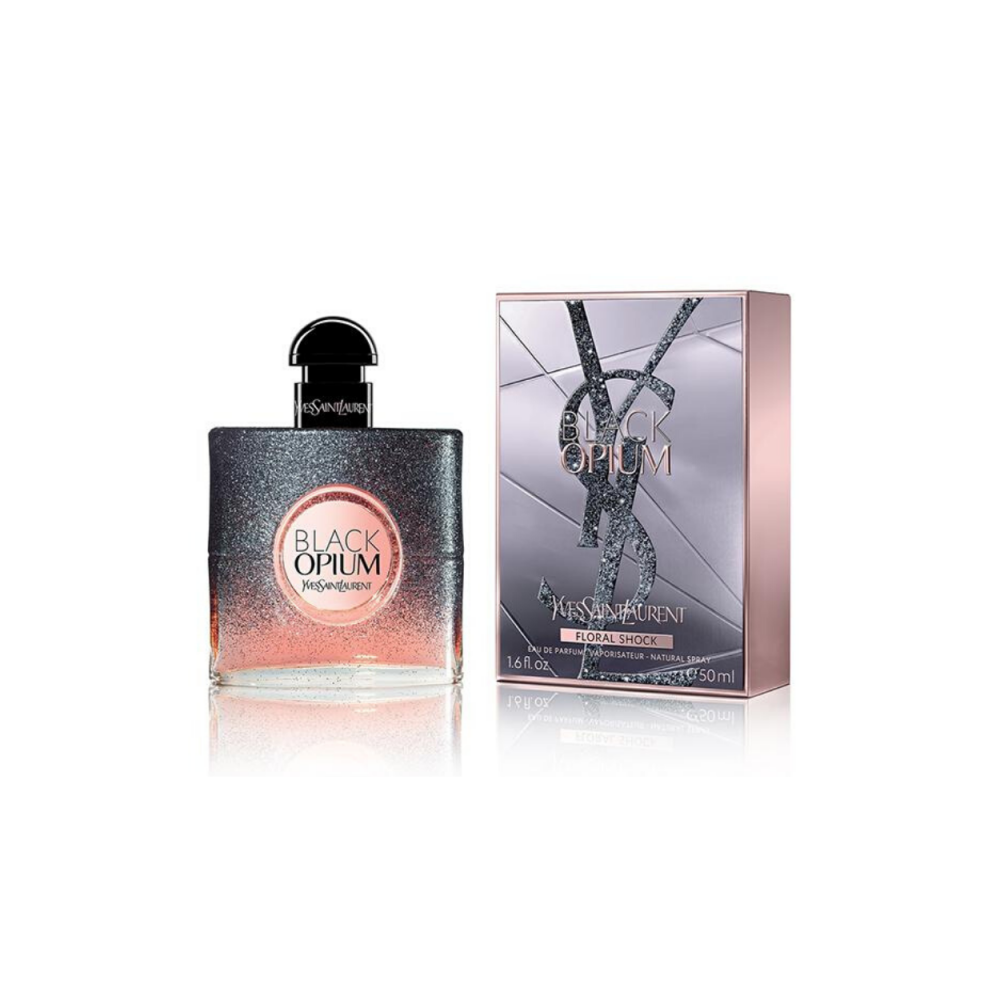 YVESSAINTLAUREN
BLACK
OPIUM
YVESSAINTLAURENT
BLACK
OPIUM
YVESSAINTLAURENT
FLORAL SHOCK
EAU DE PARFUM VAPORISATEUR - NATURAL SPRAY
1.6 fl. oz
℮ 50 ml